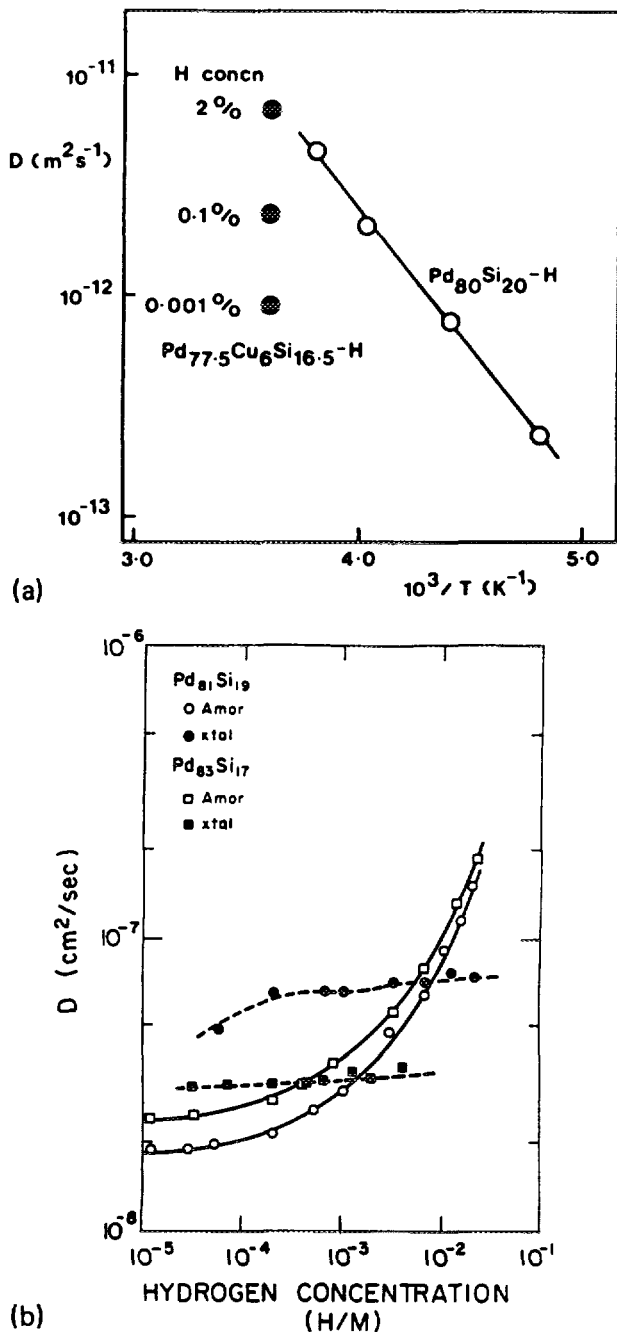 10⁻¹¹
H concn
2%
D (m²s⁻¹)
0·1%
10⁻¹²
0·001%
Pd₈₀Si₂₀-H
Pd₇₇·₅Cu₆Si₁₆·₅-H
10⁻¹³
3.0
4.0
5.0
10³/T (K⁻¹)
(a)
10⁻⁶
Pd₈₁Si₁₉
Amor
xtal
Pd₈₃Si₁₇
Amor
xtal
D (cm²/sec)
10⁻⁷
10⁻⁸
10⁻⁵
10⁻⁴
10⁻³
10⁻²
10⁻¹
HYDROGEN CONCENTRATION
(H/M)
(b)